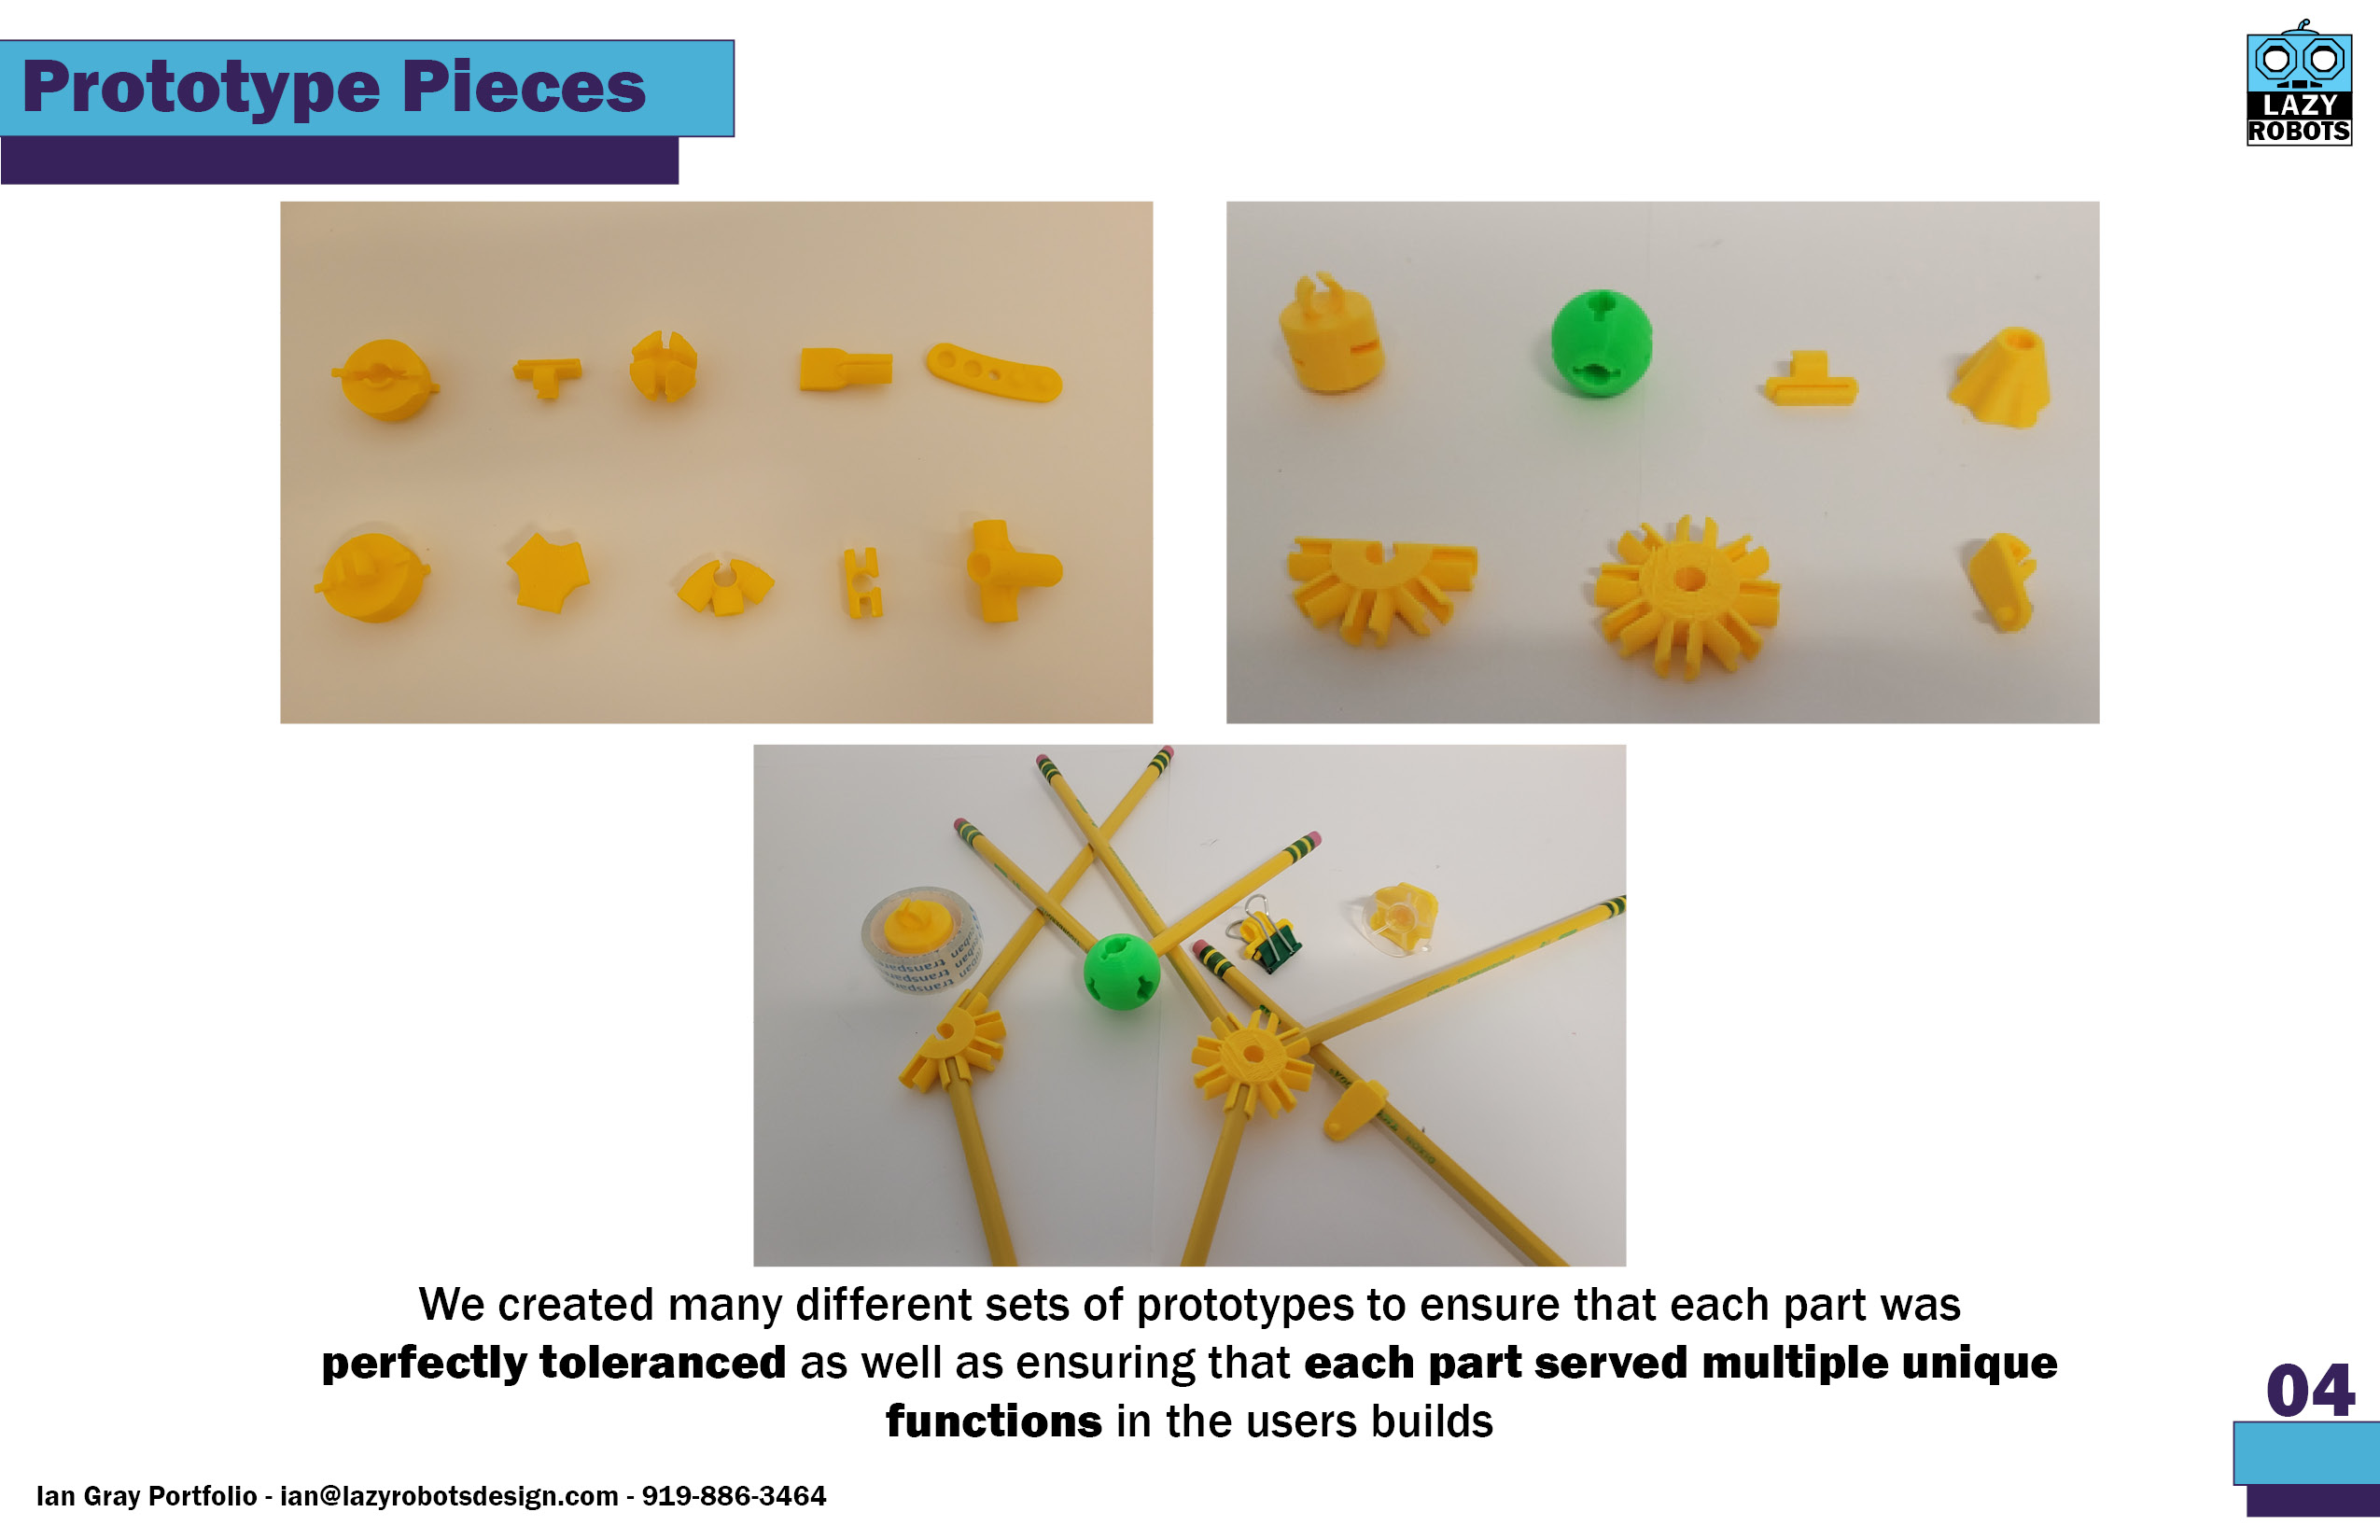 Prototype Pieces
LAZY
ROBOTS
We created many different sets of prototypes to ensure that each part was
perfectly toleranced as well as ensuring that each part served multiple unique
functions in the users builds
04
Ian Gray Portfolio - ian@lazyrobotsdesign.com - 919-886-3464